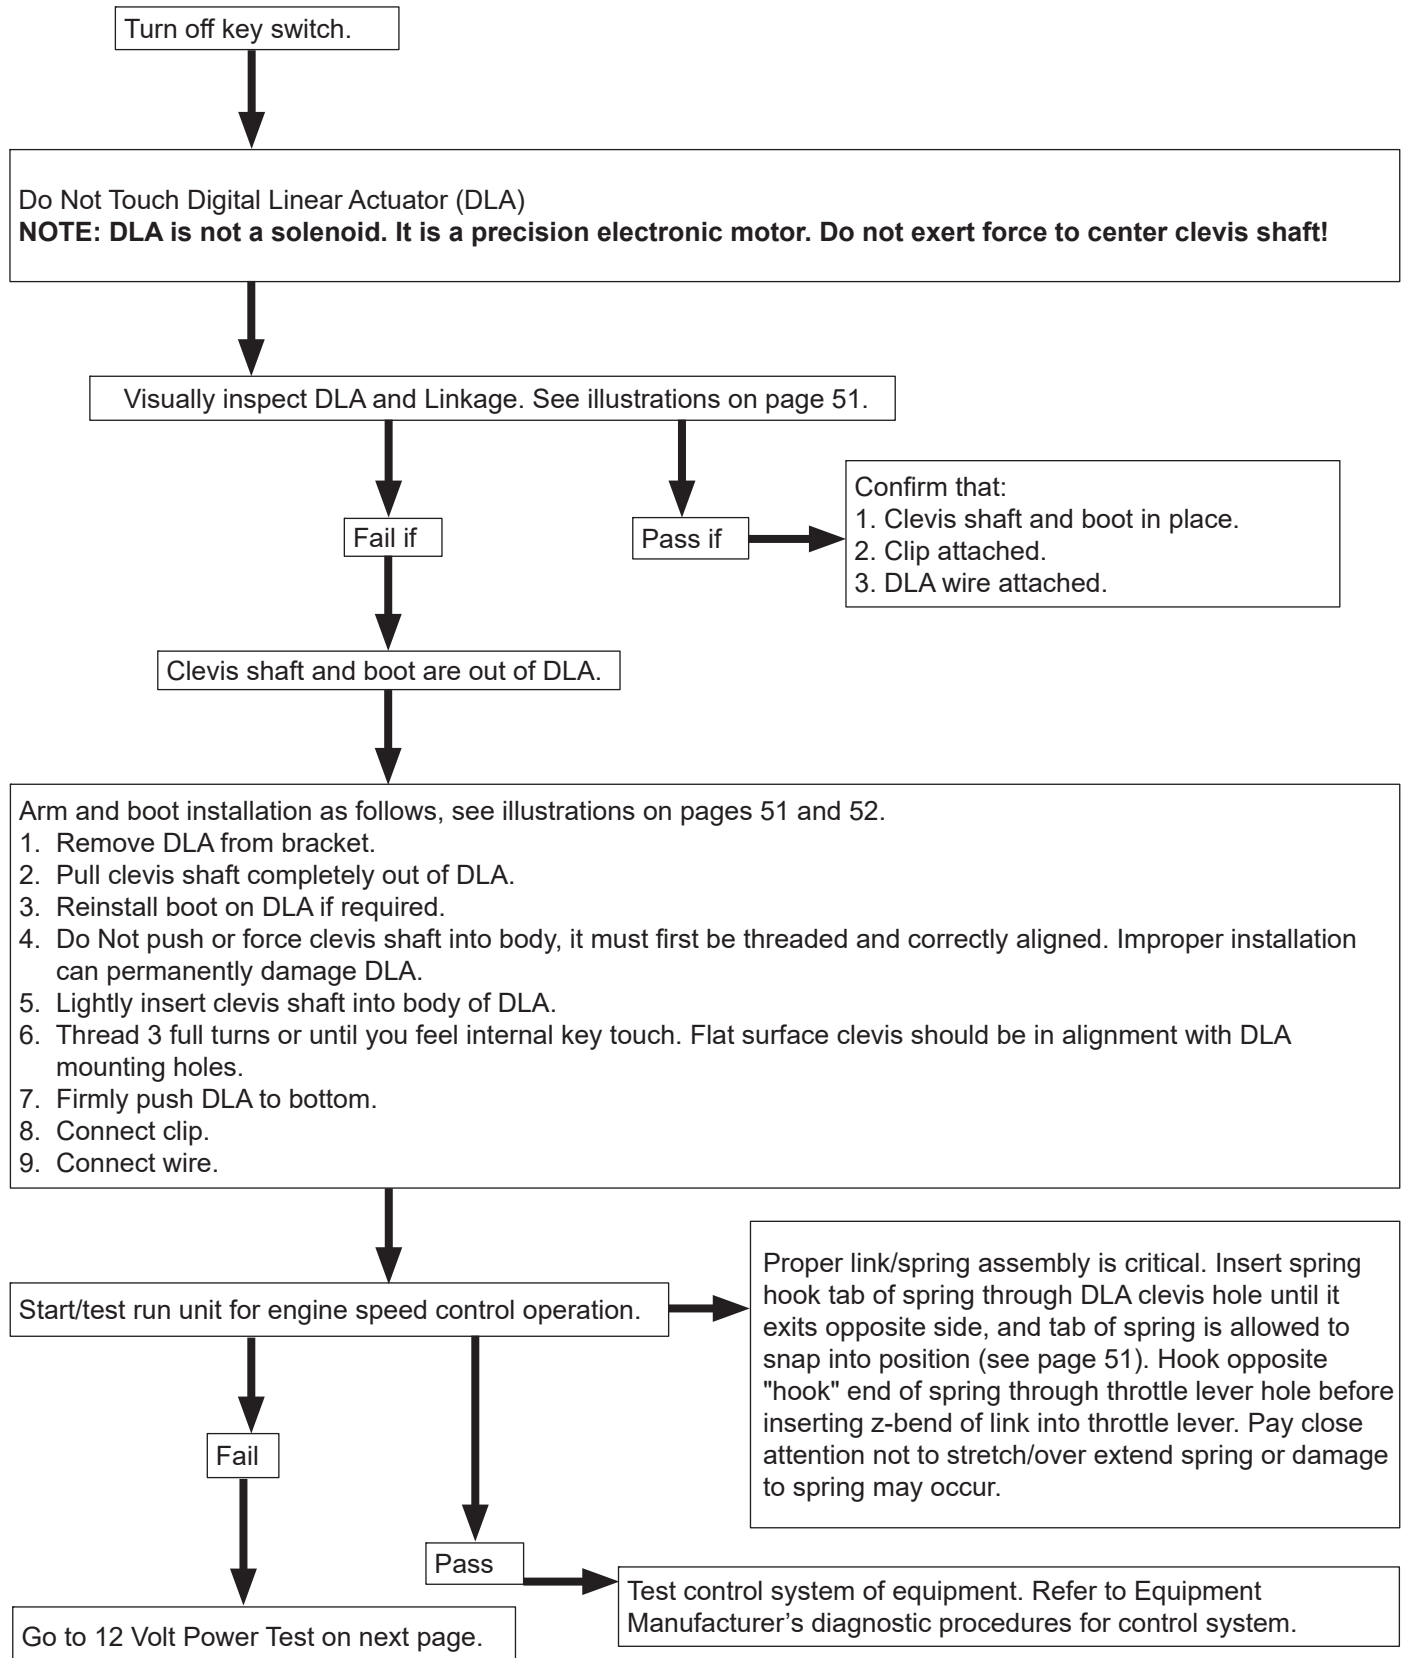 Turn off key switch.
Do Not Touch Digital Linear Actuator (DLA)
NOTE: DLA is not a solenoid. It is a precision electronic motor. Do not exert force to center clevis shaft!
Visually inspect DLA and Linkage. See illustrations on page 51.
Fail if
Pass if
Confirm that:
1. Clevis shaft and boot in place.
2. Clip attached.
3. DLA wire attached.
Clevis shaft and boot are out of DLA.
Arm and boot installation as follows, see illustrations on pages 51 and 52.
1. Remove DLA from bracket.
2. Pull clevis shaft completely out of DLA.
3. Reinstall boot on DLA if required.
4. Do Not push or force clevis shaft into body, it must first be threaded and correctly aligned. Improper installation
can permanently damage DLA.
5. Lightly insert clevis shaft into body of DLA.
6. Thread 3 full turns or until you feel internal key touch. Flat surface clevis should be in alignment with DLA
mounting holes.
7. Firmly push DLA to bottom.
8. Connect clip.
9. Connect wire.
Start/test run unit for engine speed control operation.
Proper link/spring assembly is critical. Insert spring
hook tab of spring through DLA clevis hole until it
exits opposite side, and tab of spring is allowed to
snap into position (see page 51). Hook opposite
"hook" end of spring through throttle lever hole before
inserting z-bend of link into throttle lever. Pay close
attention not to stretch/over extend spring or damage
to spring may occur.
Fail
Pass
Test control system of equipment. Refer to Equipment
Manufacturer’s diagnostic procedures for control system.
Go to 12 Volt Power Test on next page.